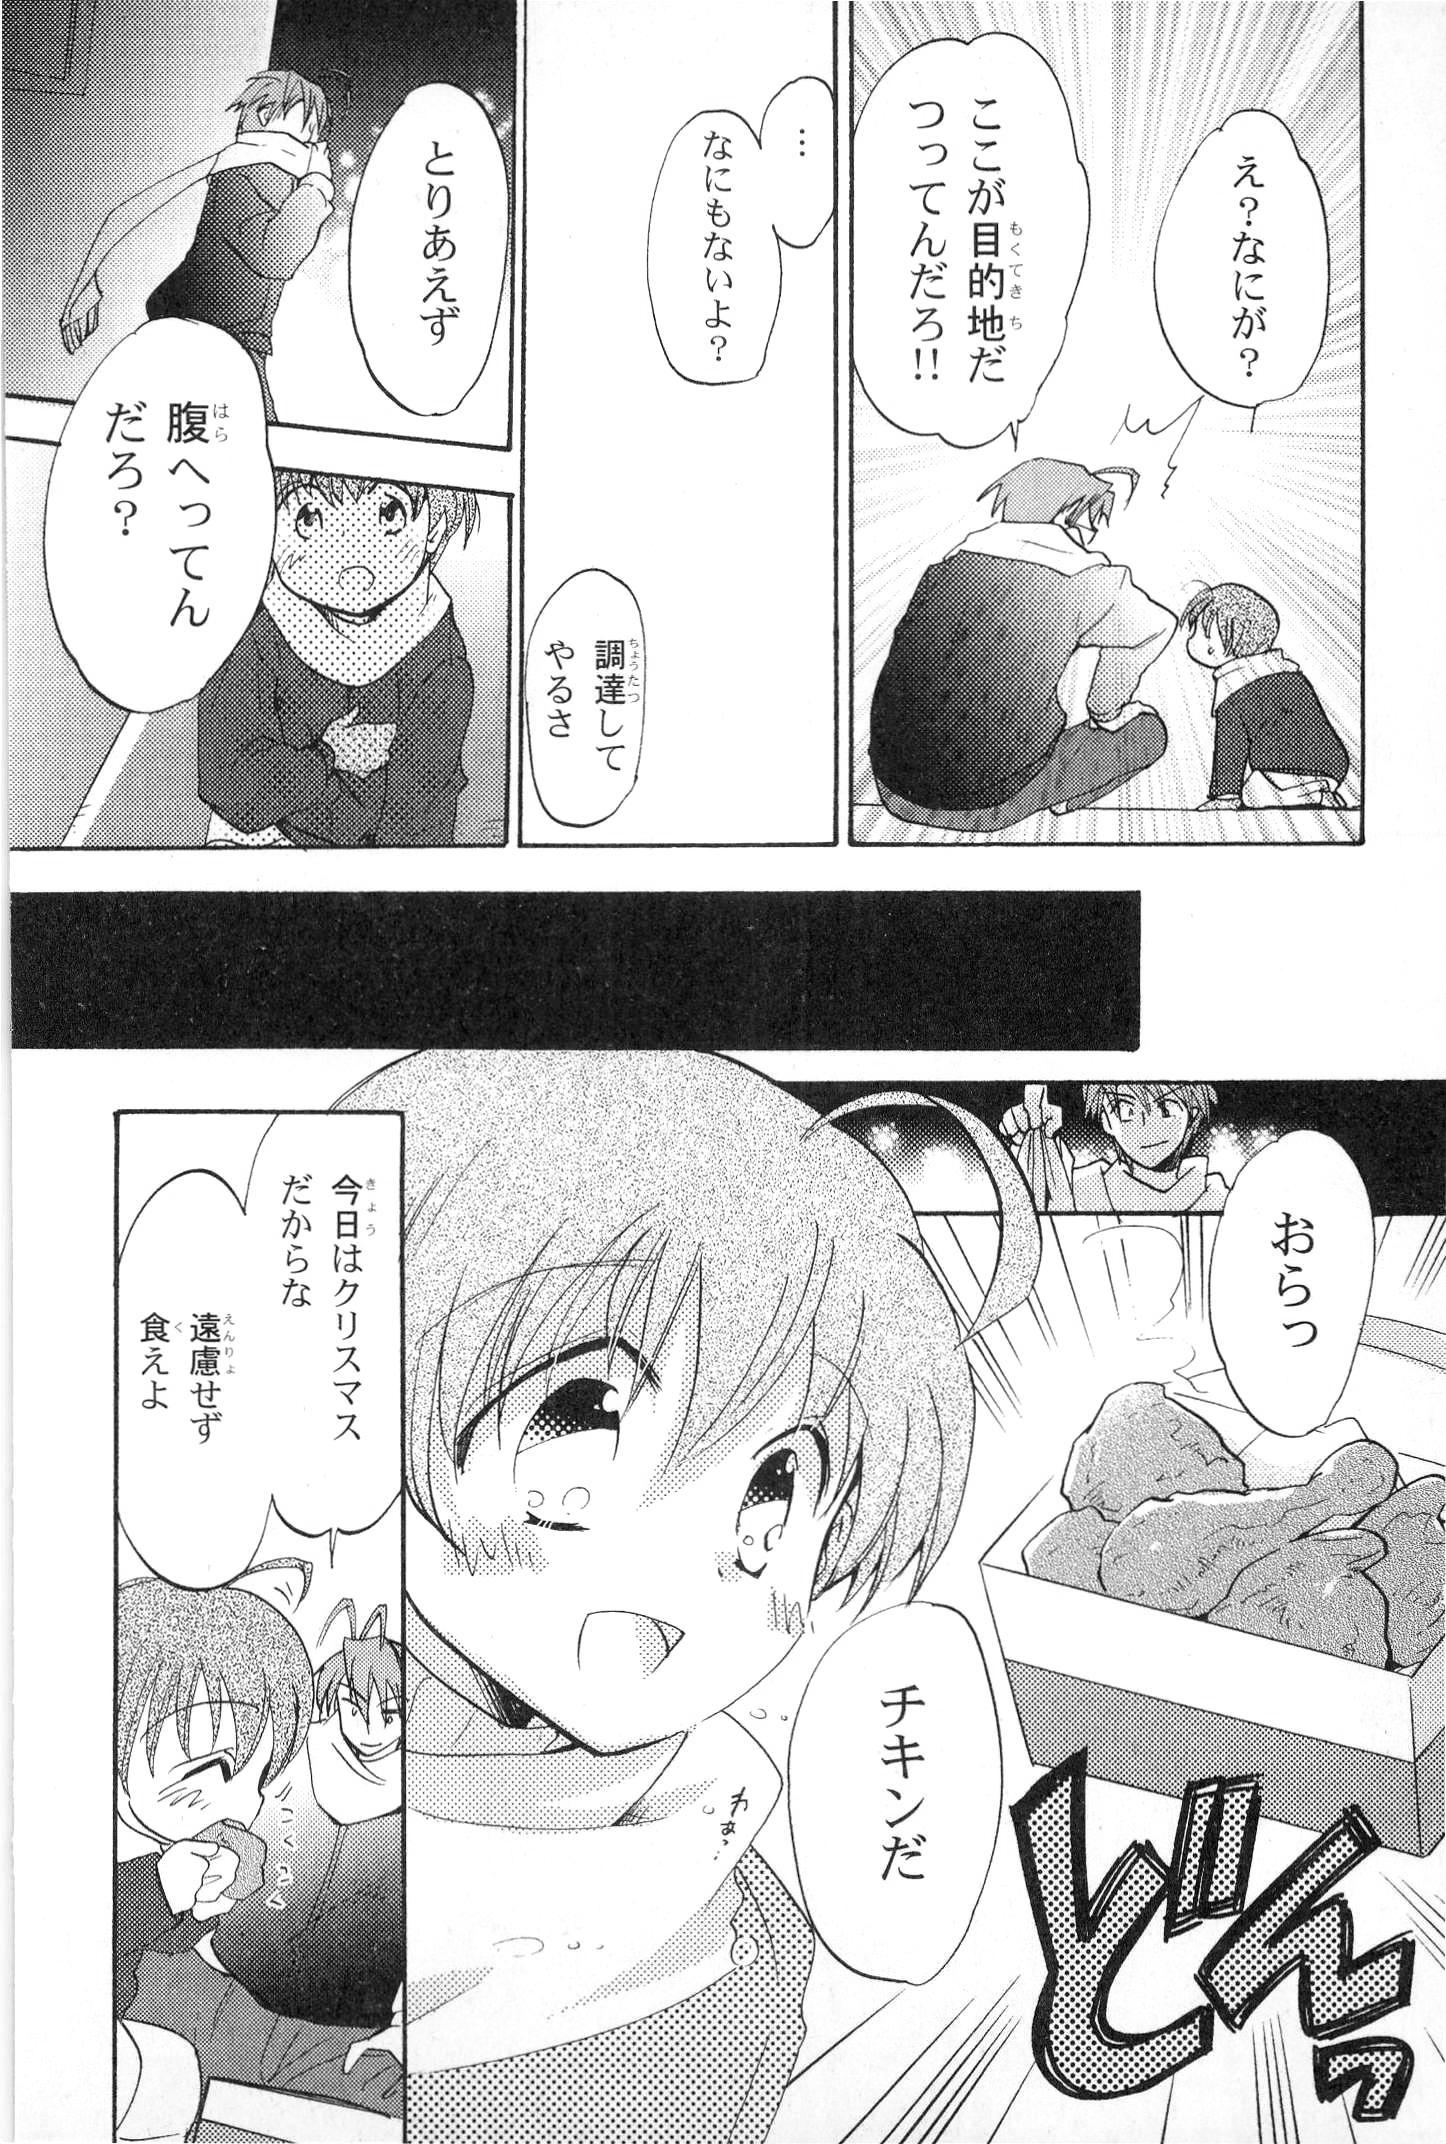 え？なにが？
ここが目的地だ
つってんだろ!!
…
なにもないよ？
調達して
やるさ
とりあえず
腹へってん
だろ？
おらっ
どーんっ
チキンだ
わぁ…
今日はクリスマス
だからな
遠慮せず
食えよ